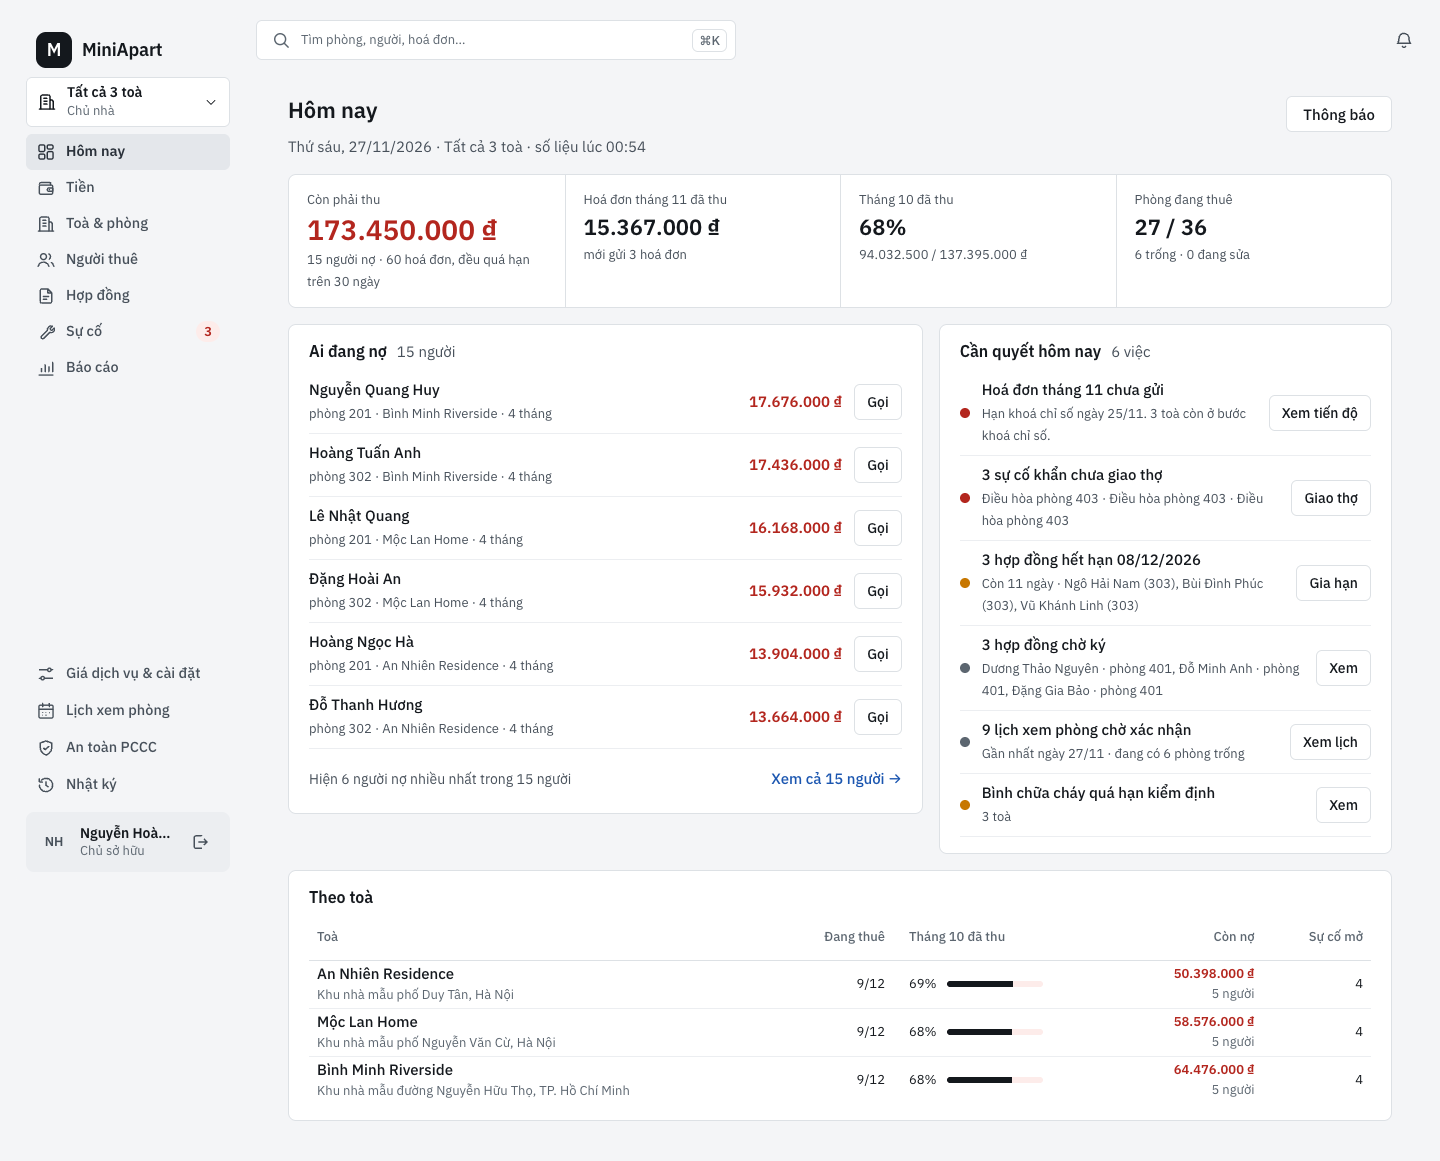 M MiniApart
Tìm phòng, người, hoá đơn...
⌘K
Tất cả 3 toà
Chủ nhà
Hôm nay
Tiền
Toà & phòng
Người thuê
Hợp đồng
Sự cố 3
Báo cáo
Giá dịch vụ & cài đặt
Lịch xem phòng
An toàn PCCC
Nhật ký
NH
Nguyễn Hoà...
Chủ sở hữu
Hôm nay
Thông báo
Thứ sáu, 27/11/2026 · Tất cả 3 toà · số liệu lúc 00:54
Còn phải thu
173.450.000 ₫
15 người nợ · 60 hoá đơn, đều quá hạn
trên 30 ngày
Hoá đơn tháng 11 đã thu
15.367.000 ₫
mới gửi 3 hoá đơn
Tháng 10 đã thu
68%
94.032.500 / 137.395.000 ₫
Phòng đang thuê
27 / 36
6 trống · 0 đang sửa
Ai đang nợ 15 người
Nguyễn Quang Huy
phòng 201 · Bình Minh Riverside · 4 tháng
17.676.000 ₫ Gọi
Hoàng Tuấn Anh
phòng 302 · Bình Minh Riverside · 4 tháng
17.436.000 ₫ Gọi
Lê Nhật Quang
phòng 201 · Mộc Lan Home · 4 tháng
16.168.000 ₫ Gọi
Đặng Hoài An
phòng 302 · Mộc Lan Home · 4 tháng
15.932.000 ₫ Gọi
Hoàng Ngọc Hà
phòng 201 · An Nhiên Residence · 4 tháng
13.904.000 ₫ Gọi
Đỗ Thanh Hương
phòng 302 · An Nhiên Residence · 4 tháng
13.664.000 ₫ Gọi
Hiện 6 người nợ nhiều nhất trong 15 người
Xem cả 15 người →
Cần quyết hôm nay 6 việc
Hoá đơn tháng 11 chưa gửi
Hạn khoá chỉ số ngày 25/11. 3 toà còn ở bước
khoá chỉ số.
Xem tiến độ
3 sự cố khẩn chưa giao thợ
Điều hòa phòng 403 · Điều hòa phòng 403 · Điều
hòa phòng 403
Giao thợ
3 hợp đồng hết hạn 08/12/2026
Còn 11 ngày · Ngô Hải Nam (303), Bùi Đình Phúc
(303), Vũ Khánh Linh (303)
Gia hạn
3 hợp đồng chờ ký
Dương Thảo Nguyên · phòng 401, Đỗ Minh Anh · phòng
401, Đặng Gia Bảo · phòng 401
Xem
9 lịch xem phòng chờ xác nhận
Gần nhất ngày 27/11 · đang có 6 phòng trống
Xem lịch
Bình chữa cháy quá hạn kiểm định
3 toà
Xem
Theo toà
Toà Đang thuê Tháng 10 đã thu Còn nợ Sự cố mở
An Nhiên Residence
Khu nhà mẫu phố Duy Tân, Hà Nội
9/12 69% 50.398.000 ₫ 4
5 người
Mộc Lan Home
Khu nhà mẫu phố Nguyễn Văn Cừ, Hà Nội
9/12 68% 58.576.000 ₫ 4
5 người
Bình Minh Riverside
Khu nhà mẫu đường Nguyễn Hữu Thọ, TP. Hồ Chí Minh
9/12 68% 64.476.000 ₫ 4
5 người